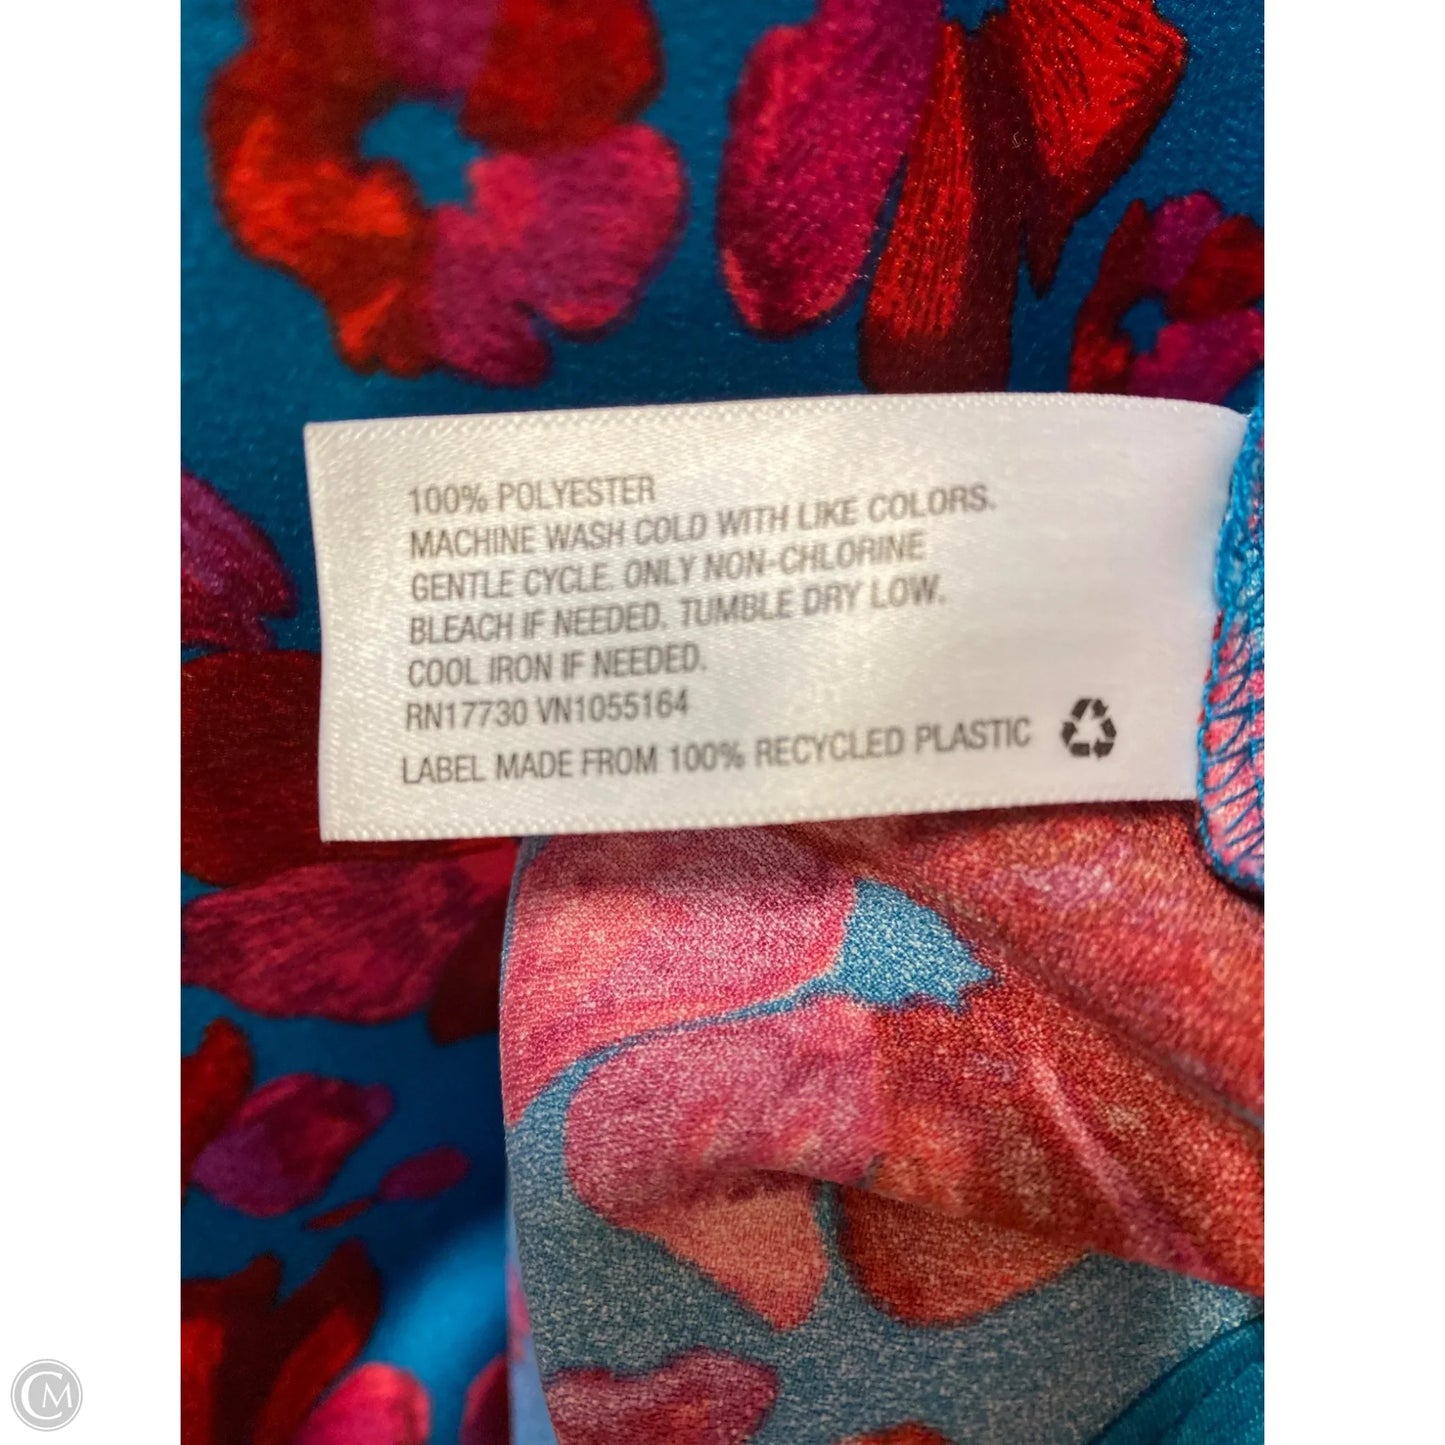 100% POLYESTER
MACHINE WASH COLD WITH LIKE COLORS.
GENTLE CYCLE. ONLY NON-CHLORINE
BLEACH IF NEEDED. TUMBLE DRY LOW.
COOL IRON IF NEEDED.
RN17730 VN1055164
LABEL MADE FROM 100% RECYCLED PLASTIC
CM